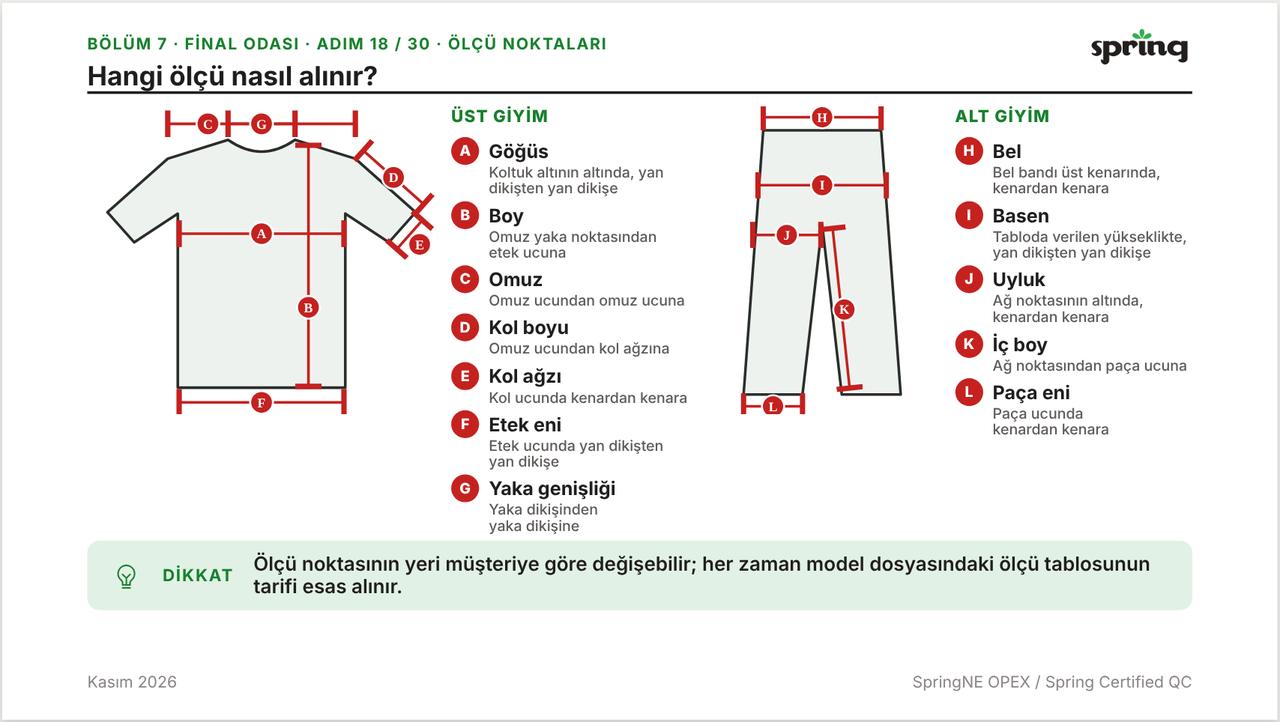 BÖLÜM 7 · FİNAL ODASI · ADIM 18 / 30 · ÖLÇÜ NOKTALARI
spring
Hangi ölçü nasıl alınır?
C
G
D
A
E
B
F
ÜST GİYİM
A Göğüs
Koltuk altının altında, yan
dikişten yan dikişe
B Boy
Omuz yaka noktasından
etek ucuna
C Omuz
Omuz ucundan omuz ucuna
D Kol boyu
Omuz ucundan kol ağzına
E Kol ağzı
Kol ucunda kenardan kenara
F Etek eni
Etek ucunda yan dikişten
yan dikişe
G Yaka genişliği
Yaka dikişinden
yaka dikişine
H
I
J
K
L
ALT GİYİM
H Bel
Bel bandı üst kenarında,
kenardan kenara
I Basen
Tabloda verilen yükseklikte,
yan dikişten yan dikişe
J Uyluk
Ağ noktasının altında,
kenardan kenara
K İç boy
Ağ noktasından paça ucuna
L Paça eni
Paça ucunda
kenardan kenara
DİKKAT
Ölçü noktasının yeri müşteriye göre değişebilir; her zaman model dosyasındaki ölçü tablosunun
tarifi esas alınır.
Kasım 2026
SpringNE OPEX / Spring Certified QC